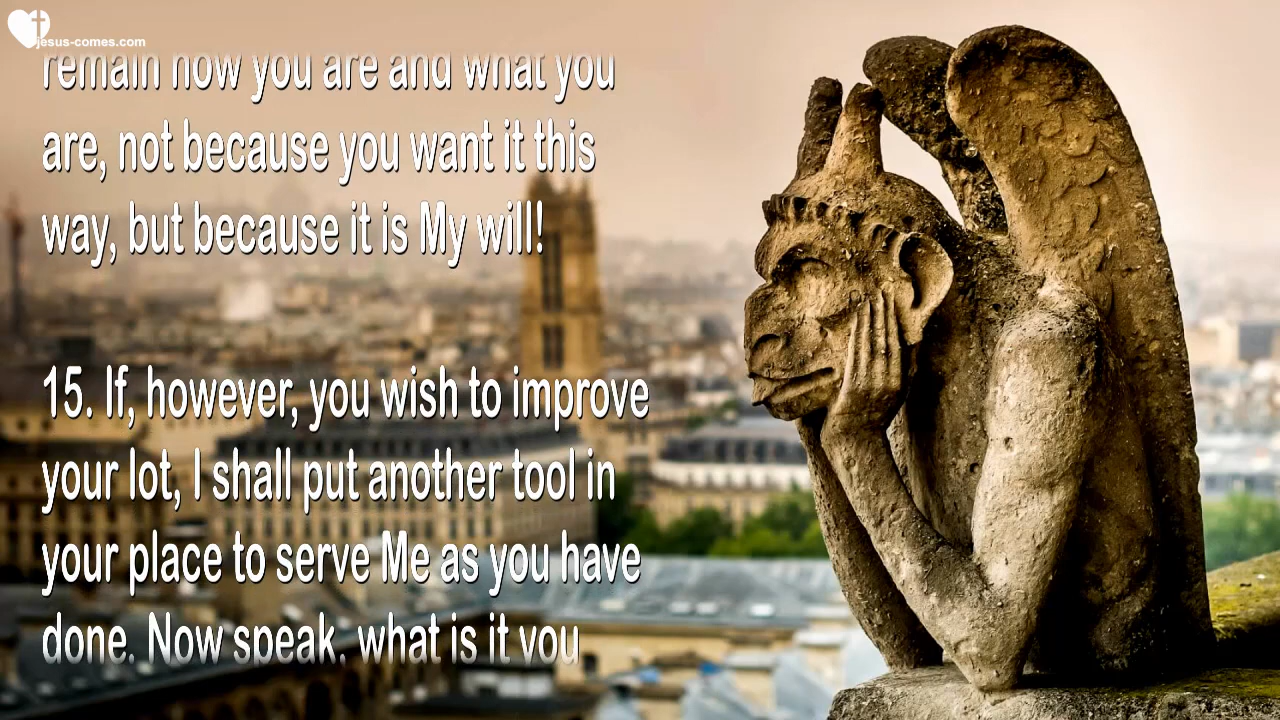 jesus-comes.com
remain how you are and what you
are, not because you want it this
way, but because it is My will!
15. If, however, you wish to improve
your lot, I shall put another tool in
your place to serve Me as you have
done. Now speak, what is it you